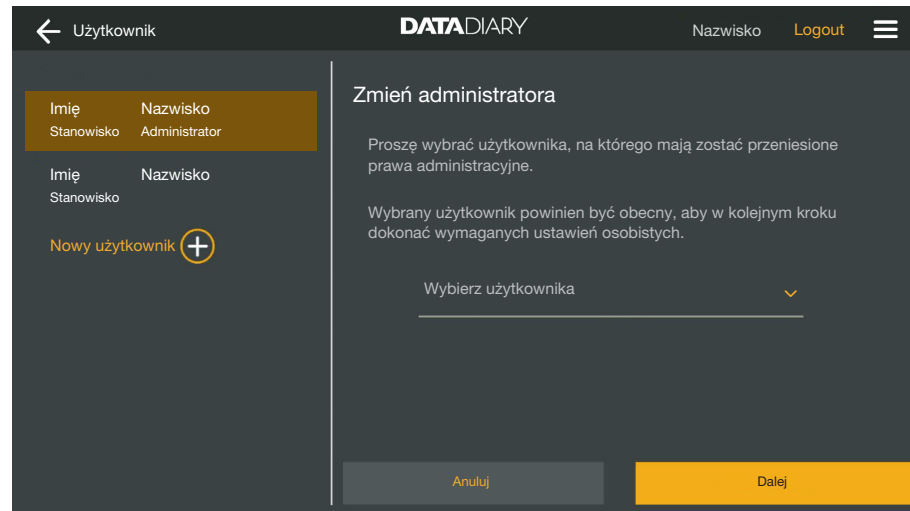 Użytkownik
DATADIARY
Nazwisko
Logout
Imię Nazwisko
Stanowisko Administrator
Imię Nazwisko
Stanowisko
Nowy użytkownik
Zmień administratora
Proszę wybrać użytkownika, na którego mają zostać przeniesione
prawa administracyjne.
Wybrany użytkownik powinien być obecny, aby w kolejnym kroku
dokonać wymaganych ustawień osobistych.
Wybierz użytkownika
Anuluj
Dalej